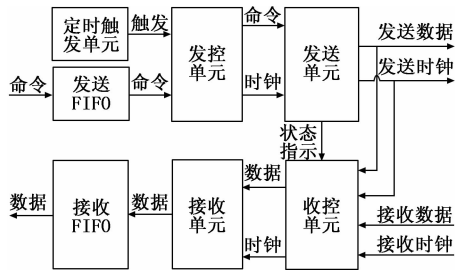 定时触
发单元
触发
命令
发送
FIFO
命令
发控
单元
命令
时钟
发送
单元
发送数据
发送时钟
状态
指示
数据
接收
FIFO
数据
接收
单元
数据
时钟
收控
单元
接收数据
接收时钟